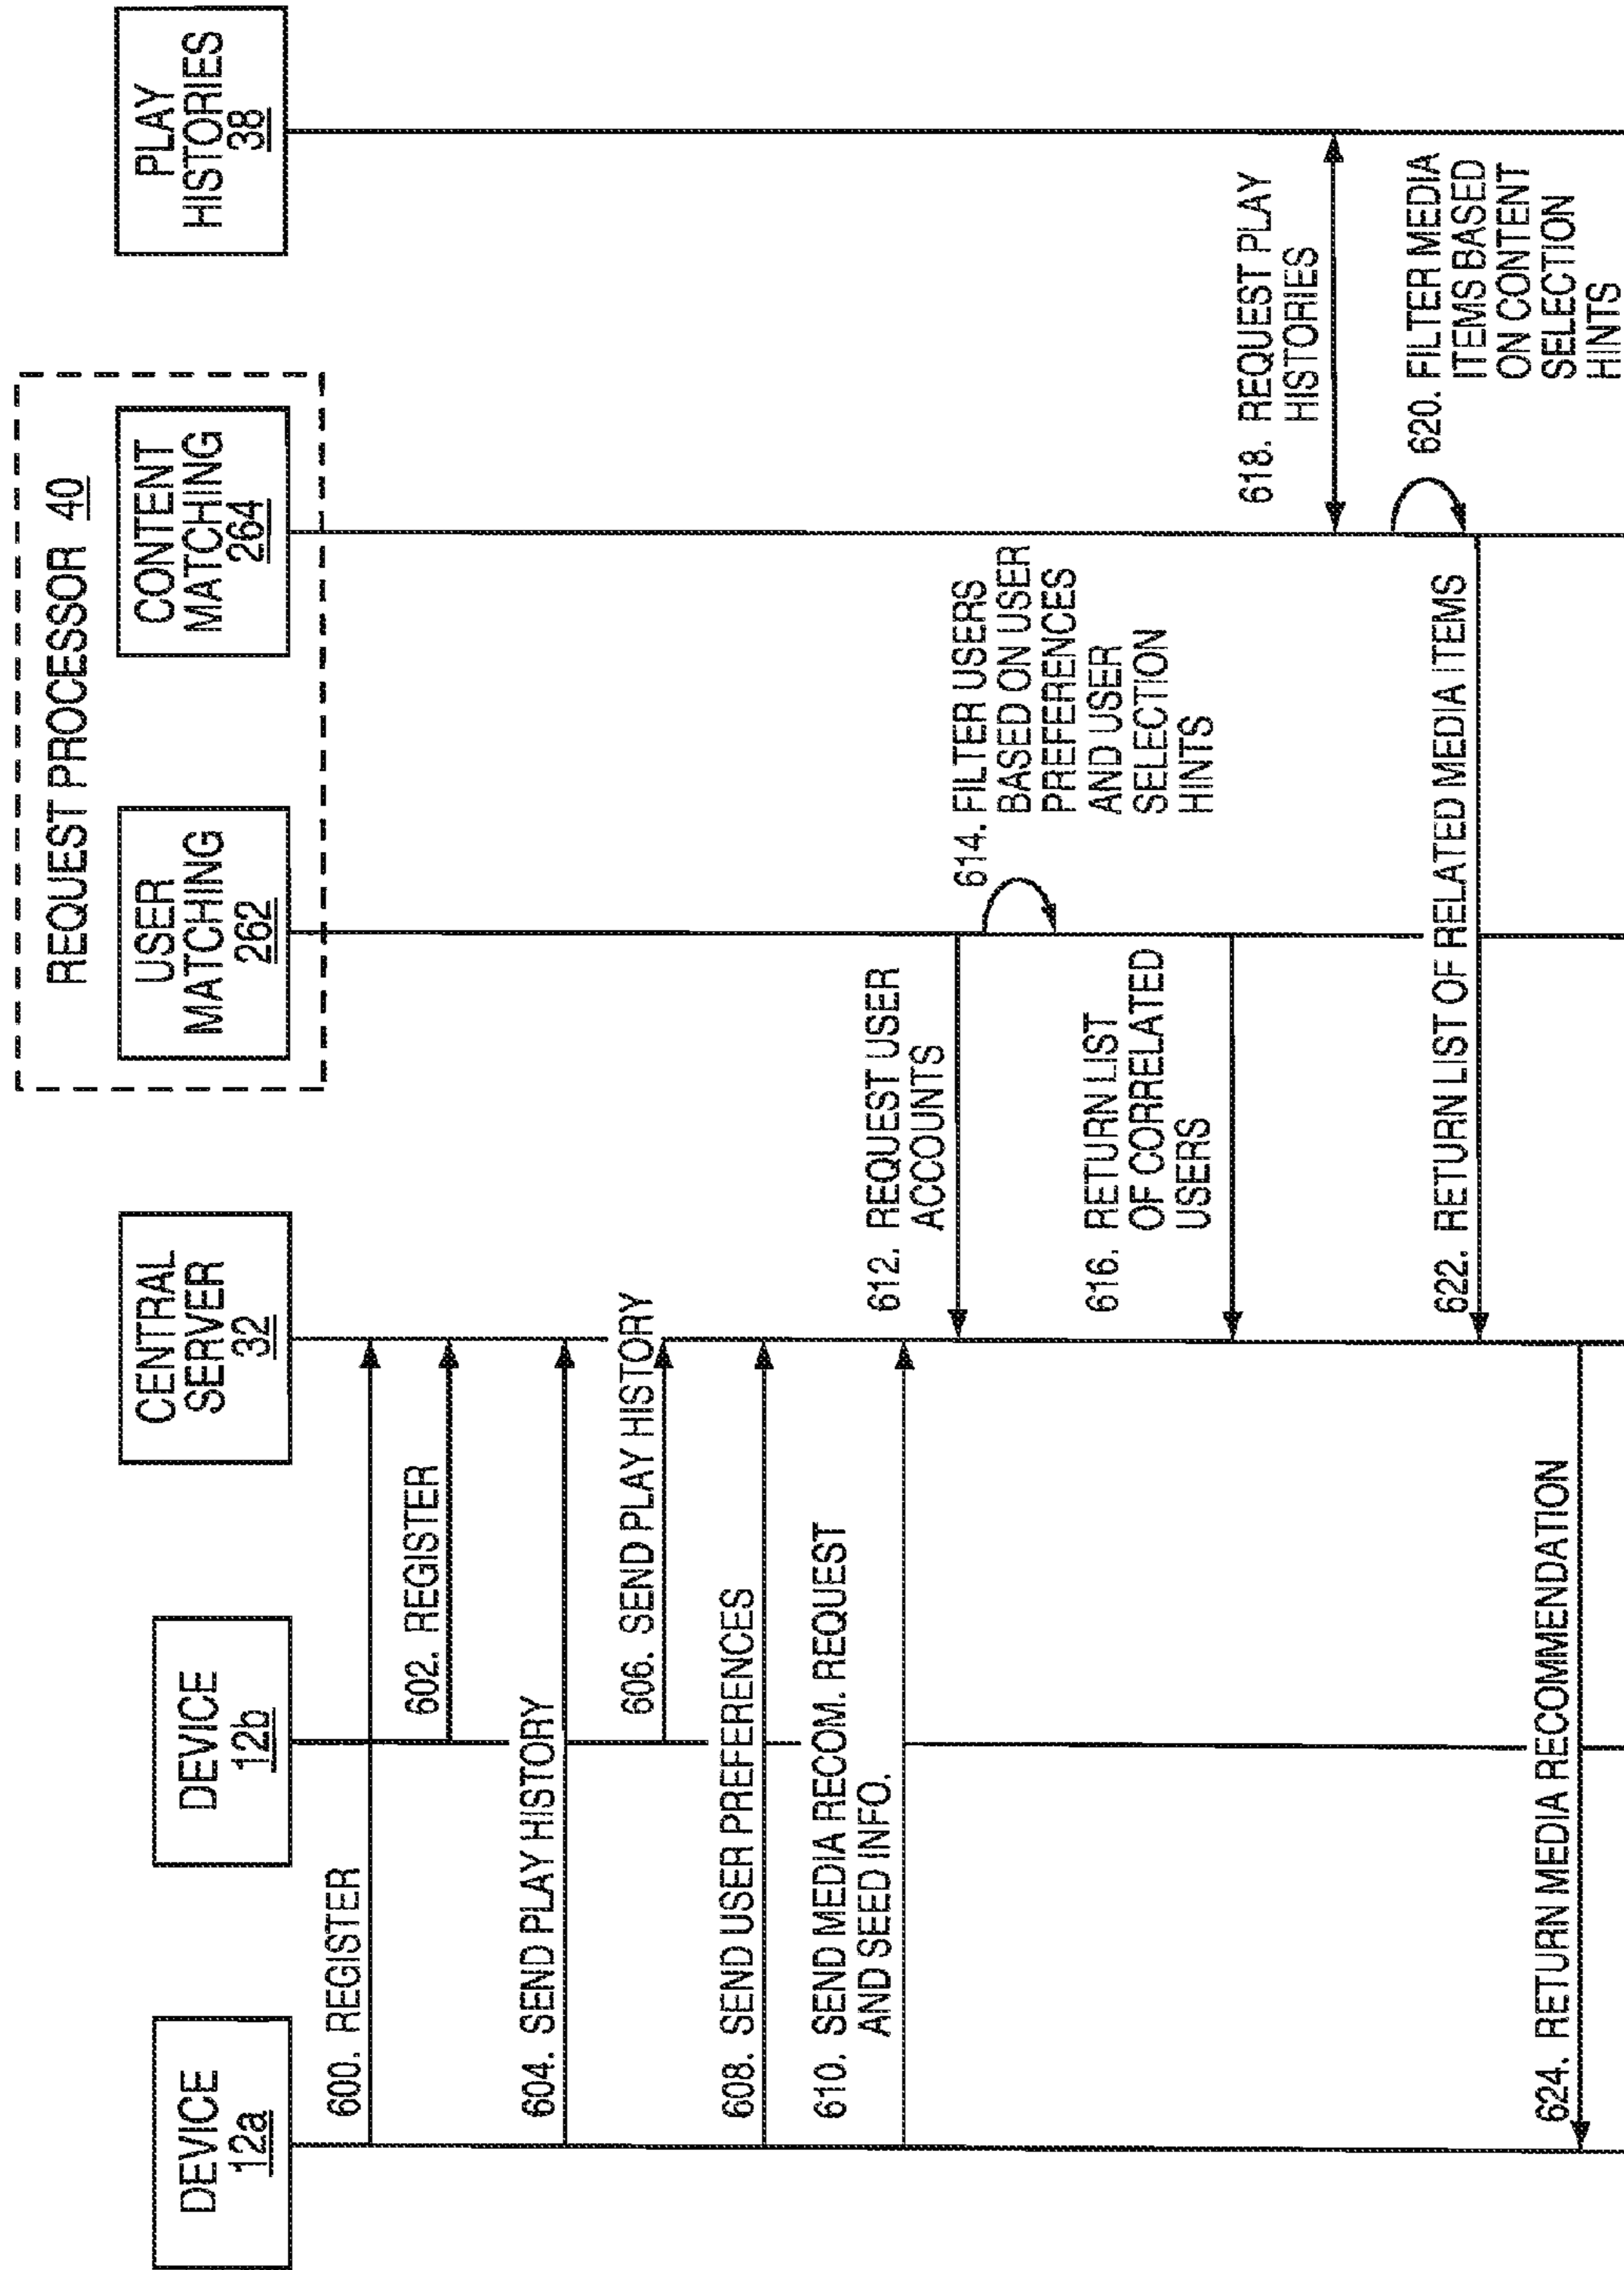 DEVICE
12a
DEVICE
12b
CENTRAL
SERVER
32
REQUEST PROCESSOR 40
USER
MATCHING
262
CONTENT
MATCHING
264
PLAY
HISTORIES
38
600. REGISTER
602. REGISTER
604. SEND PLAY HISTORY
606. SEND PLAY HISTORY
608. SEND USER PREFERENCES
610. SEND MEDIA RECOM. REQUEST
AND SEED INFO.
612. REQUEST USER
ACCOUNTS
614. FILTER USERS
BASED ON USER
PREFERENCES
AND USER
SELECTION
HINTS
616. RETURN LIST
OF CORRELATED
USERS
618. REQUEST PLAY
HISTORIES
620. FILTER MEDIA
ITEMS BASED
ON CONTENT
SELECTION
HINTS
622. RETURN LIST OF RELATED MEDIA ITEMS
624. RETURN MEDIA RECOMMENDATION